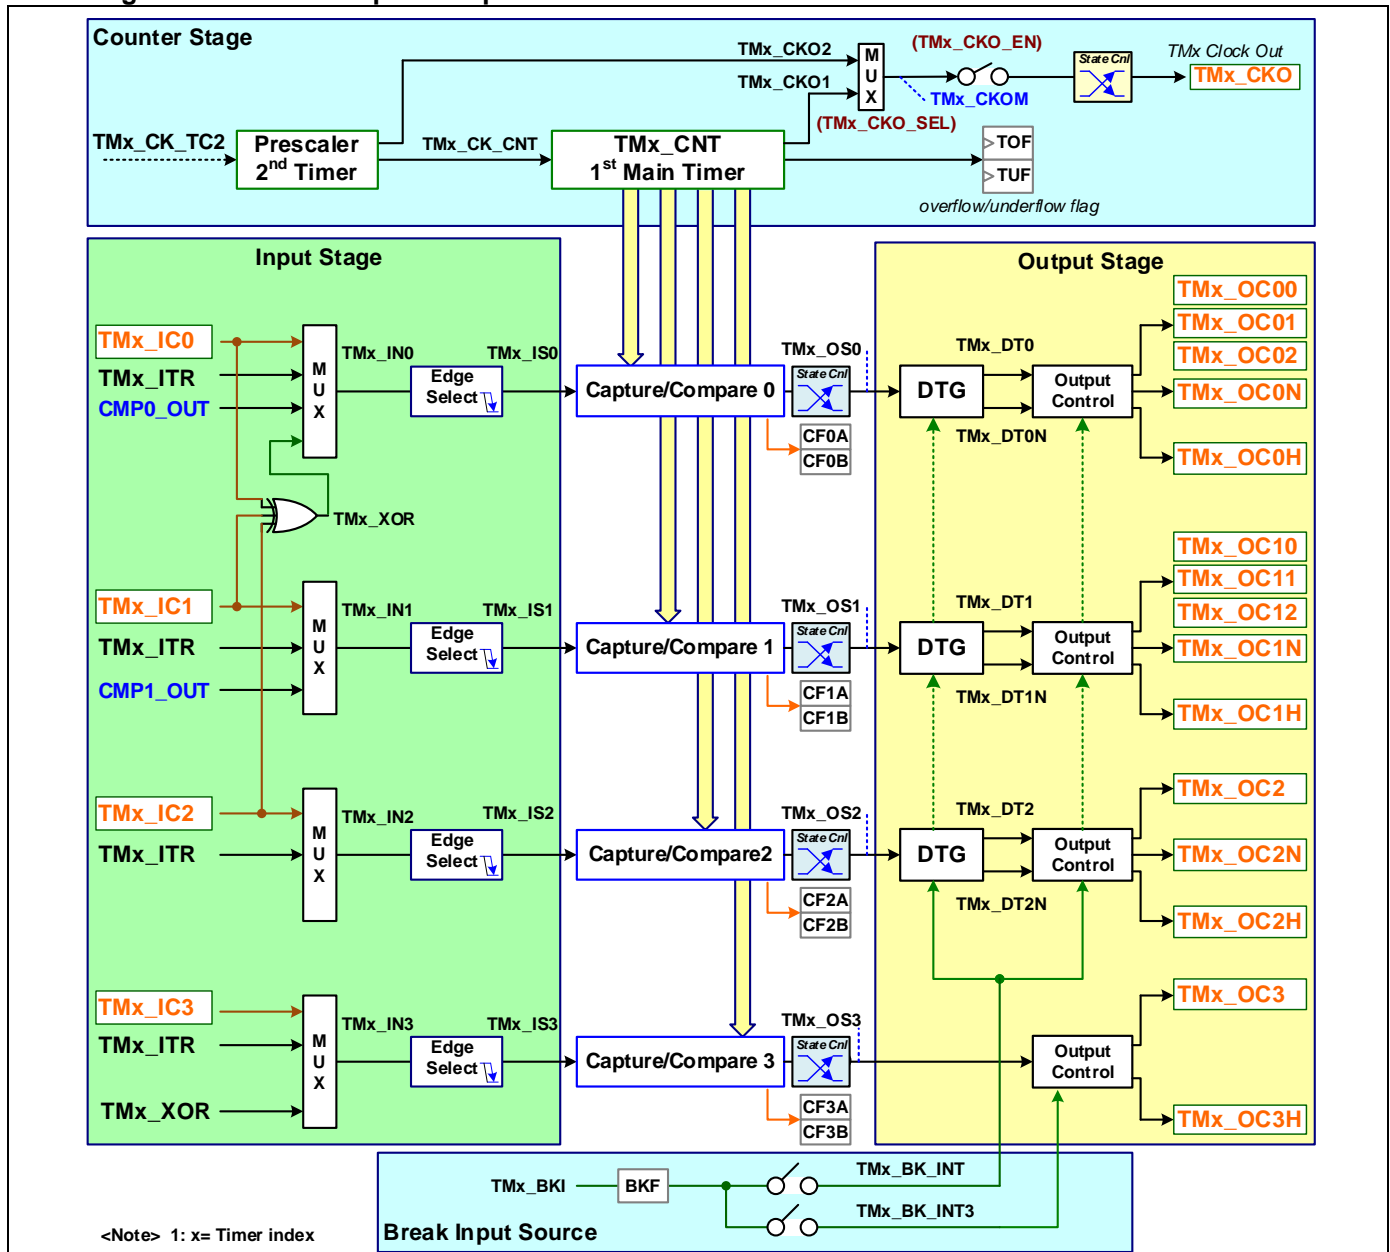 Counter Stage
TMx_CKO2
TMx_CKO1
M
U
X
(TMx_CKO_EN)
State Cnl
TMx Clock Out
TMx_CKO
TMx_CKOM
(TMx_CKO_SEL)
TMx_CK_TC2
Prescaler
2nd Timer
TMx_CK_CNT
TMx_CNT
1st Main Timer
TOF
TUF
overflow/underflow flag
Input Stage
Output Stage
TMx_IC0
TMx_ITR
CMP0_OUT
M
U
X
TMx_IN0
Edge
Select
TMx_IS0
Capture/Compare 0
TMx_OS0
State Cnl
CF0A
CF0B
DTG
TMx_DT0
TMx_DT0N
Output
Control
TMx_OC00
TMx_OC01
TMx_OC02
TMx_OC0N
TMx_OC0H
TMx_XOR
TMx_IC1
TMx_ITR
CMP1_OUT
M
U
X
TMx_IN1
Edge
Select
TMx_IS1
Capture/Compare 1
TMx_OS1
State Cnl
CF1A
CF1B
DTG
TMx_DT1
TMx_DT1N
Output
Control
TMx_OC10
TMx_OC11
TMx_OC12
TMx_OC1N
TMx_OC1H
TMx_IC2
TMx_ITR
M
U
X
TMx_IN2
Edge
Select
TMx_IS2
Capture/Compare2
TMx_OS2
State Cnl
CF2A
CF2B
DTG
TMx_DT2
TMx_DT2N
Output
Control
TMx_OC2
TMx_OC2N
TMx_OC2H
TMx_IC3
TMx_ITR
TMx_XOR
M
U
X
TMx_IN3
Edge
Select
TMx_IS3
Capture/Compare 3
TMx_OS3
State Cnl
CF3A
CF3B
Output
Control
TMx_OC3
TMx_OC3H
TMx_BKI
BKF
TMx_BK_INT
TMx_BK_INT3
Break Input Source
<Note> 1: x= Timer index